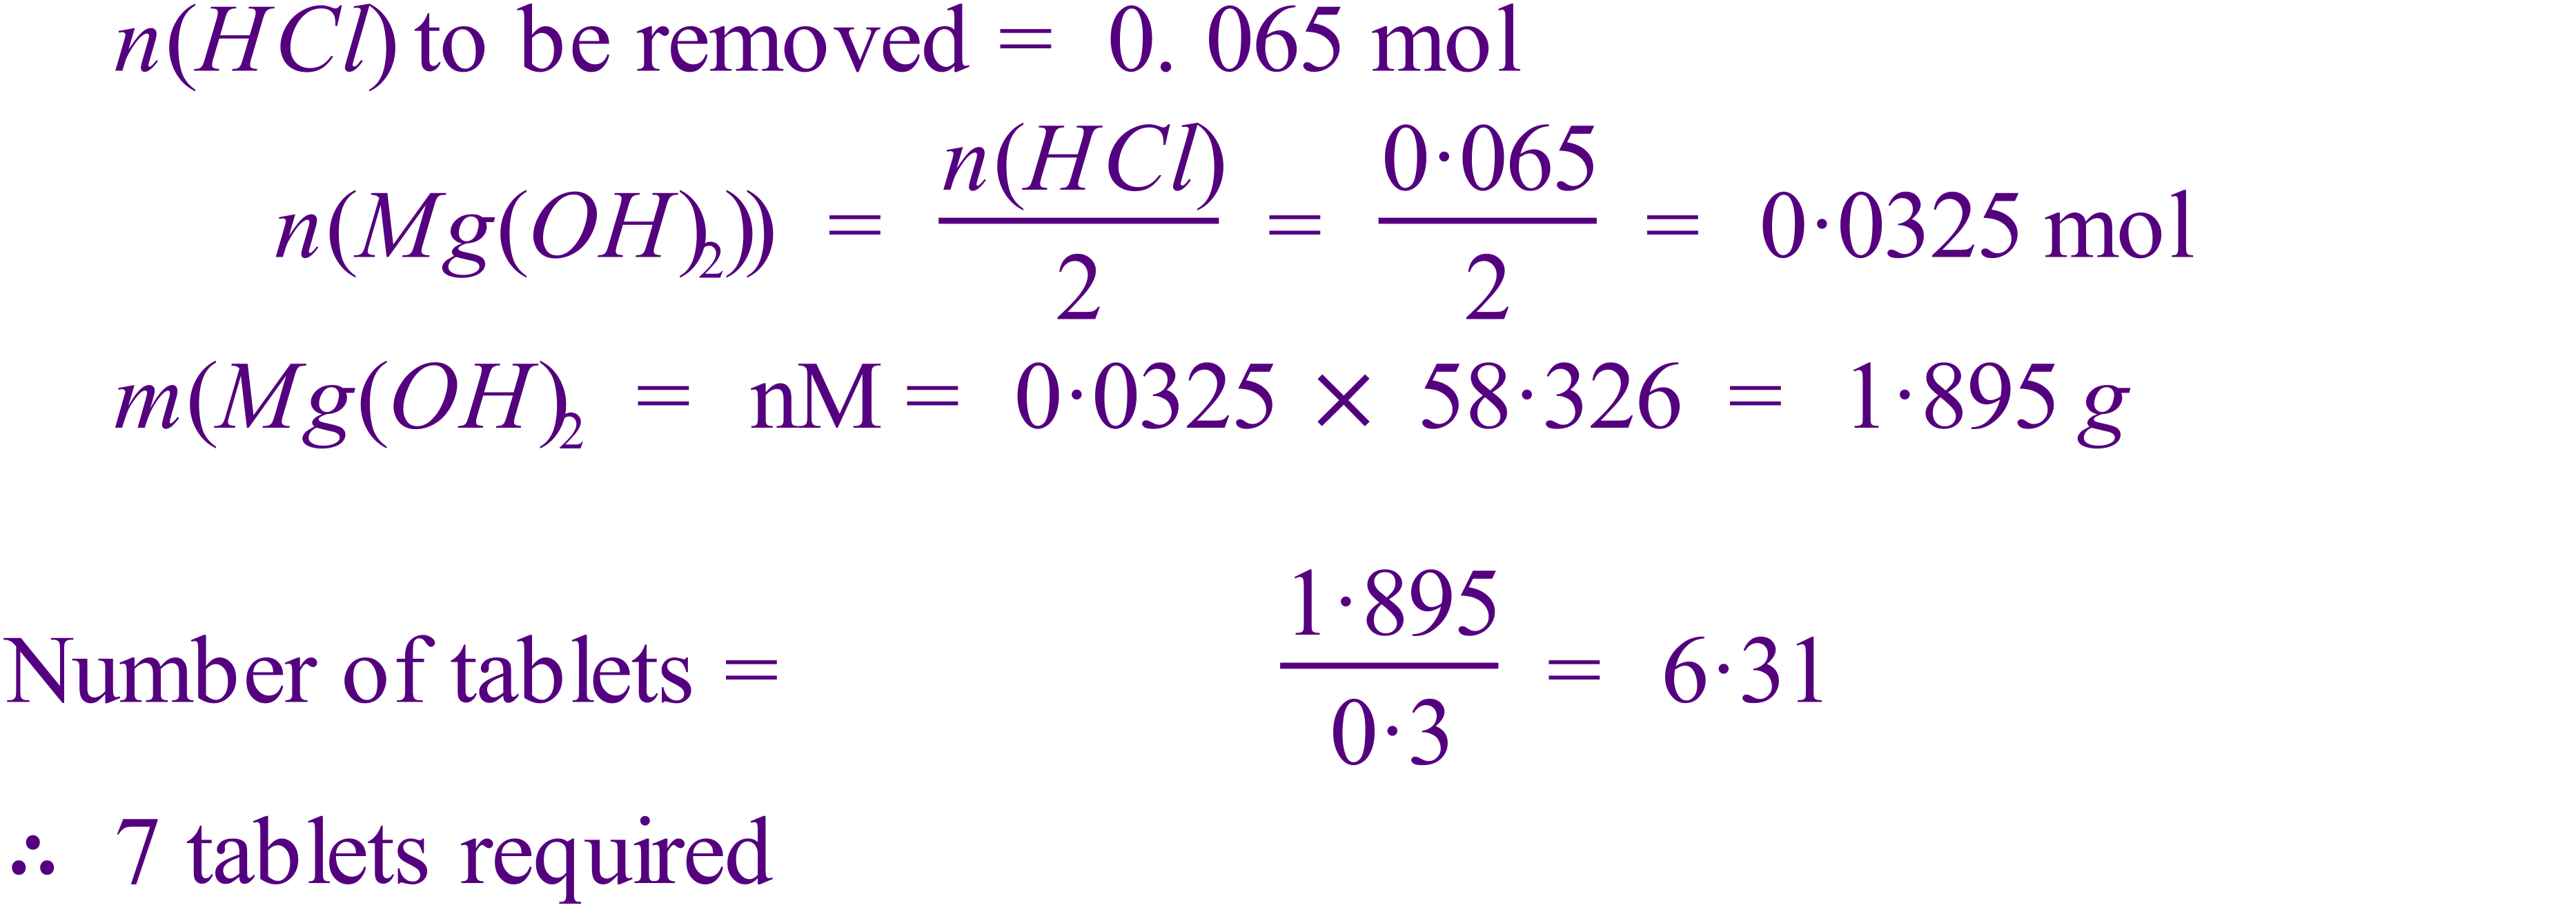 n(HCl) to be removed = 0. 065 mol
n(Mg(OH)₂)) = n(HCl)/2 = 0·065/2 = 0·0325 mol
m(Mg(OH)₂ = nM = 0·0325 × 58·326 = 1·895 g
Number of tablets = 1·895/0·3 = 6·31
∴ 7 tablets required